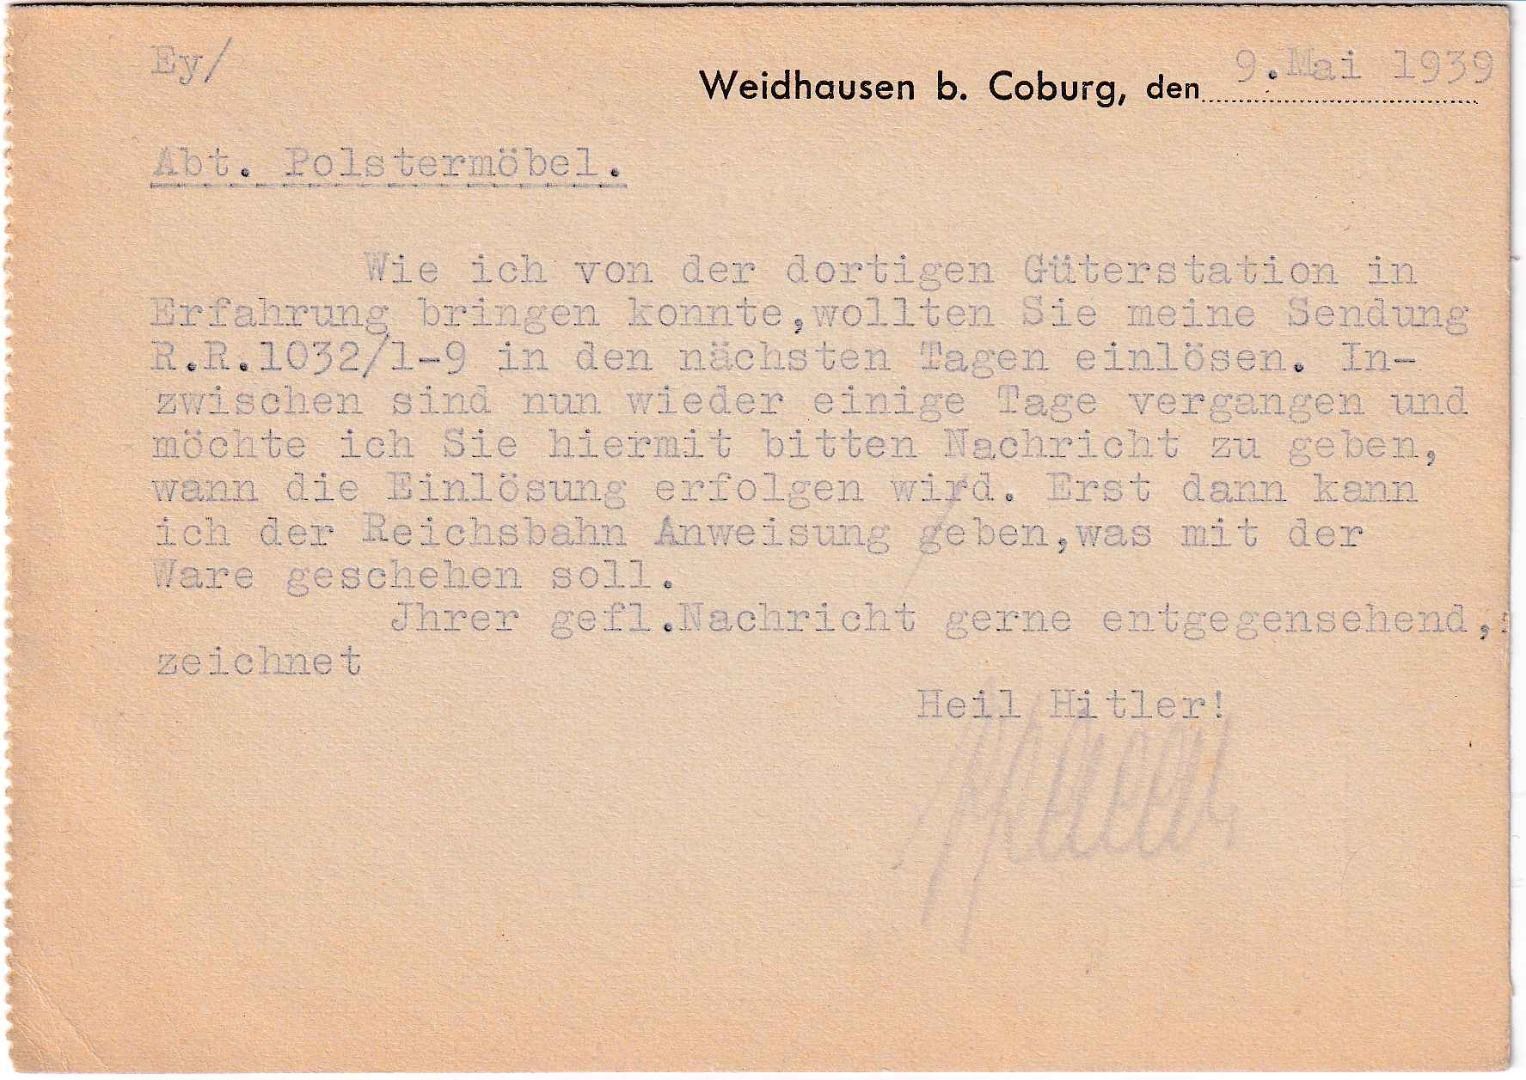 Ey/
Weidhausen b. Coburg, den 9.Mai 1939
Abt. Polstermöbel.
Wie ich von der dortigen Güterstation in
Erfahrung bringen konnte,wollten Sie meine Sendung
R.R.1032/1-9 in den nächsten Tagen einlösen. In-
zwischen sind nun wieder einige Tage vergangen und
möchte ich Sie hiermit bitten Nachricht zu geben,
wann die Einlösung erfolgen wird. Erst dann kann
ich der Reichsbahn Anweisung geben,was mit der
Ware geschehen soll.
Jhrer gefl.Nachricht gerne entgegensehend,
zeichnet
Heil Hitler!